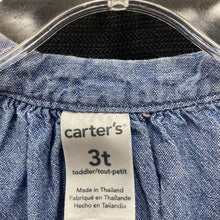 carter's
3t
toddler/tout-petit
Made in Thailand
Fabriqué en Thaïlande
Hecho en Tailandia